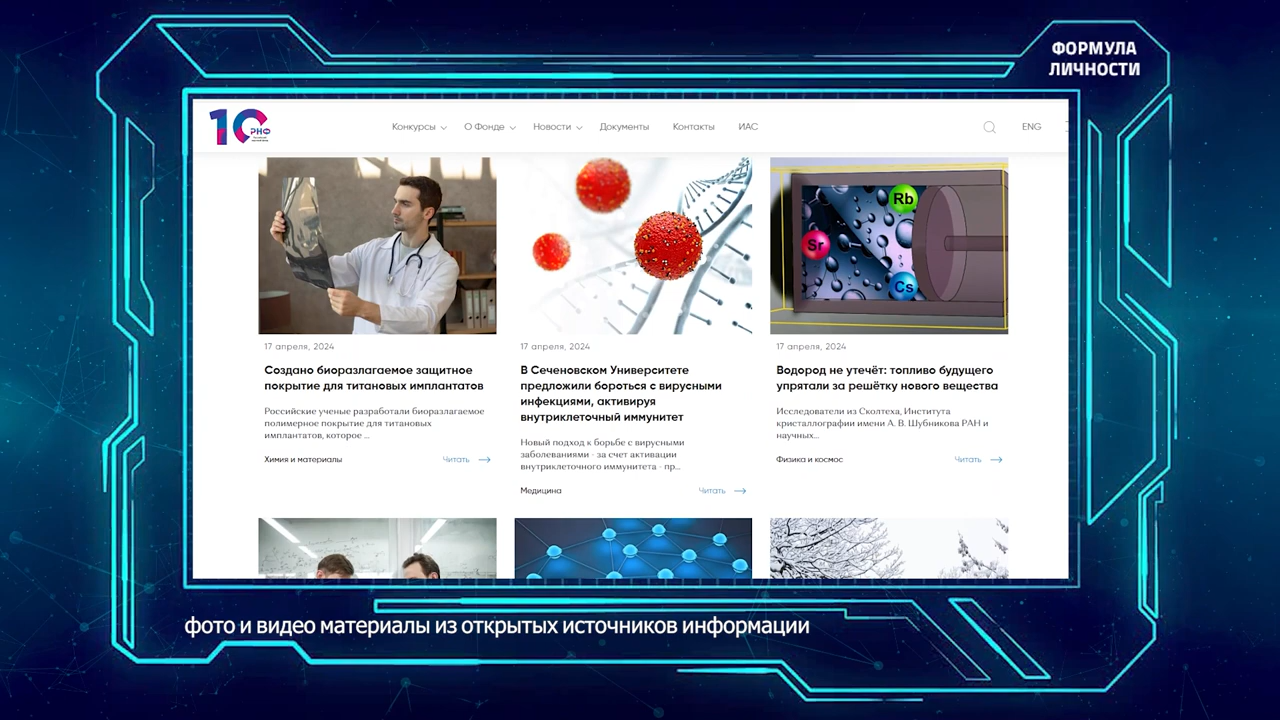 ФОРМУЛА
ЛИЧНОСТИ
10
РНФ
Конкурсы
О Фонде
Новости
Документы
Контакты
ИАС
ENG
Rb
Sr
Cs
17 апреля, 2024
Создано биоразлагаемое защитное
покрытие для титановых имплантатов
Российские ученые разработали биоразлагаемое
полимерное покрытие для титановых
имплантатов, которое ...
Химия и материалы
Читать
17 апреля, 2024
В Сеченовском Университете
предложили бороться с вирусными
инфекциями, активируя
внутриклеточный иммунитет
Новый подход к борьбе с вирусными
заболеваниями - за счет активации
внутриклеточного иммунитета - пр...
Медицина
Читать
17 апреля, 2024
Водород не утечёт: топливо будущего
упрятали за решётку нового вещества
Исследователи из Сколтеха, Института
кристаллографии имени А. В. Шубникова РАН и
научных...
Физика и космос
Читать
фото и видео материалы из открытых источников информации